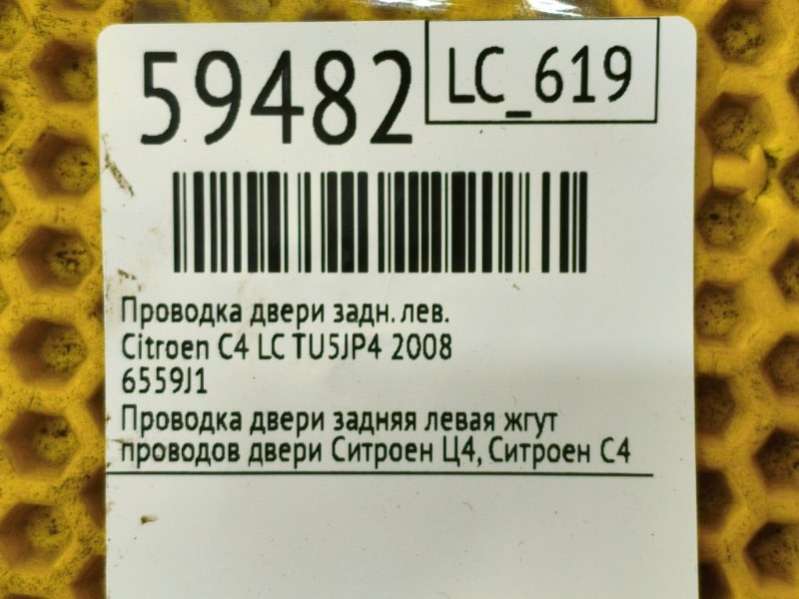 59482
LC_619
Проводка двери задн. лев.
Citroen C4 LC TU5JP4 2008
6559J1
Проводка двери задняя левая жгут
проводов двери Ситроен Ц4, Ситроен С4